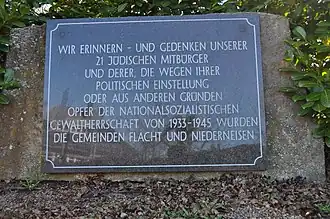 WIR ERINNERN - UND GEDENKEN UNSERER
21 JÜDISCHEN MITBÜRGER
UND DERER, DIE WEGEN IHRER
POLITISCHEN EINSTELLUNG
ODER AUS ANDEREN GRÜNDEN
OPFER DER NATIONALSOZIALISTISCHEN
GEWALTHERRSCHAFT VON 1933-1945 WURDEN
DIE GEMEINDEN FLACHT UND NIEDERNEISEN